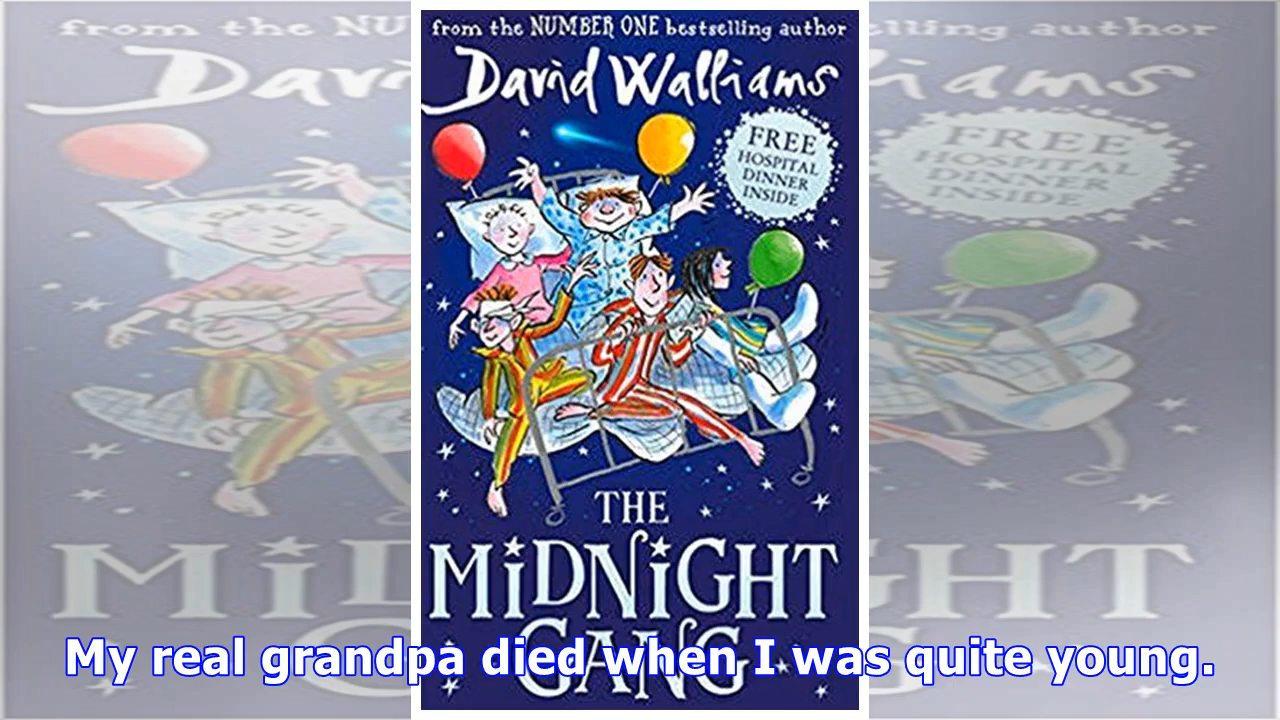 from the NUMBER ONE bestselling author
David Walliams
FREE
HOSPITAL
DINNER
INSIDE
THE
MiDNiGHT
GANG
My real grandpa died when I was quite young.